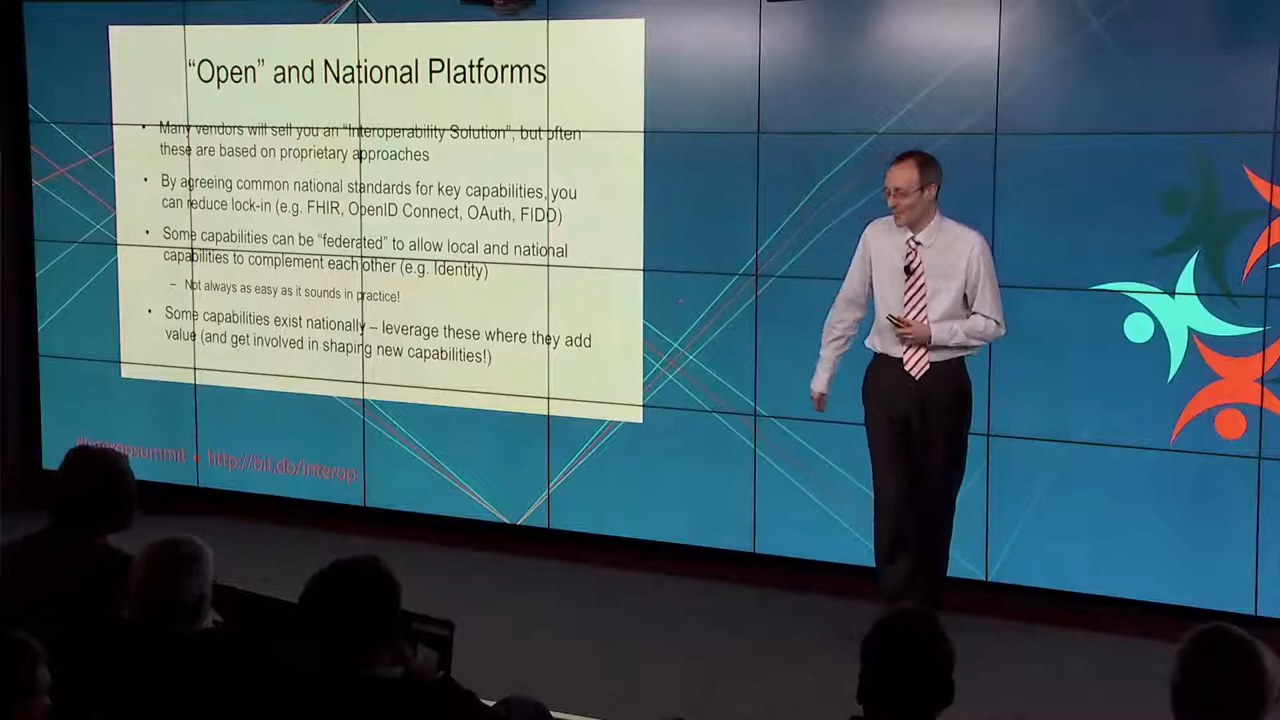 “Open” and National Platforms
• Many vendors will sell you an “Interoperability Solution”, but often
these are based on proprietary approaches
• By agreeing common national standards for key capabilities, you
can reduce lock-in (e.g. FHIR, OpenID Connect, OAuth, FIDO)
• Some capabilities can be “federated” to allow local and national
capabilities to complement each other (e.g. Identity)
– Not always as easy as it sounds in practice!
• Some capabilities exist nationally – leverage these where they add
value (and get involved in shaping new capabilities!)
#interopsummit • http://bit.do/interop